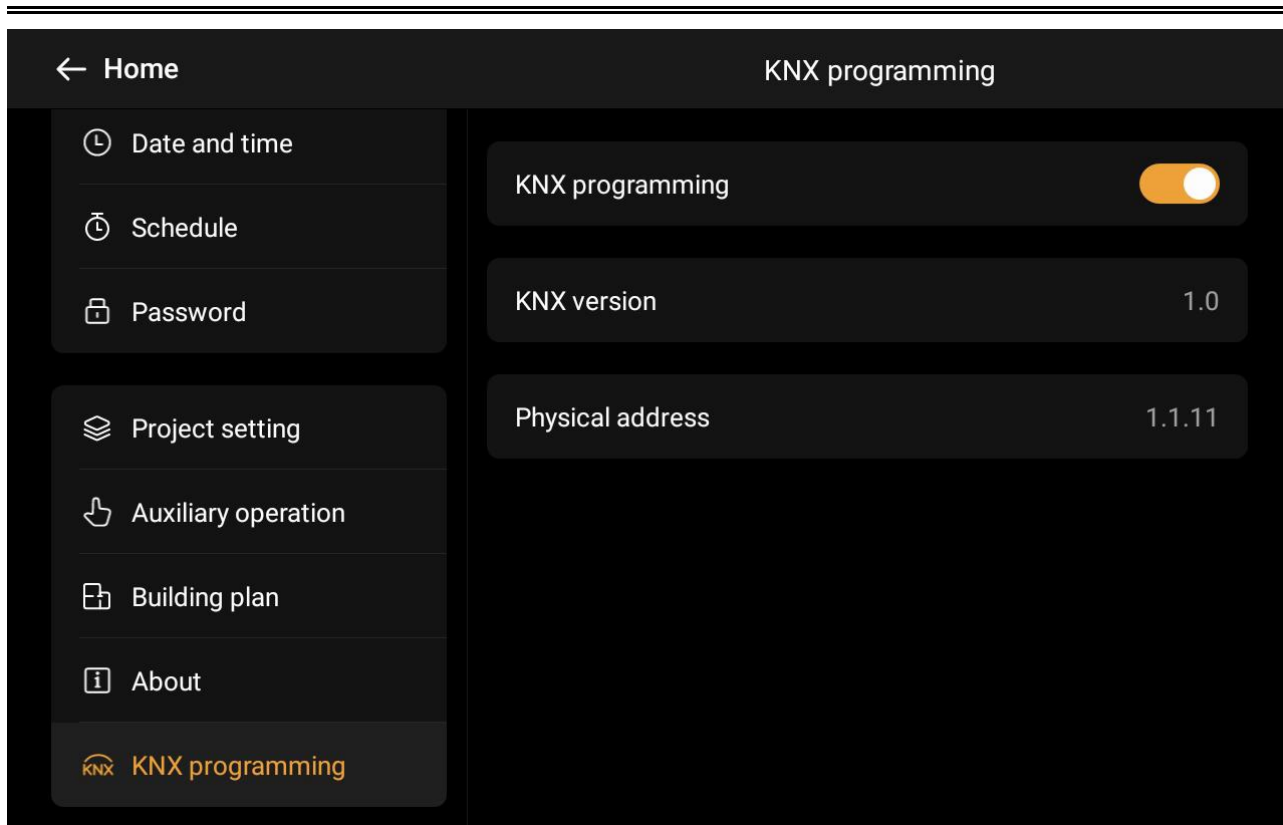 Home
KNX programming
Date and time
Schedule
Password
Project setting
Auxiliary operation
Building plan
About
KNX KNX programming
KNX programming
KNX version 1.0
Physical address 1.1.11